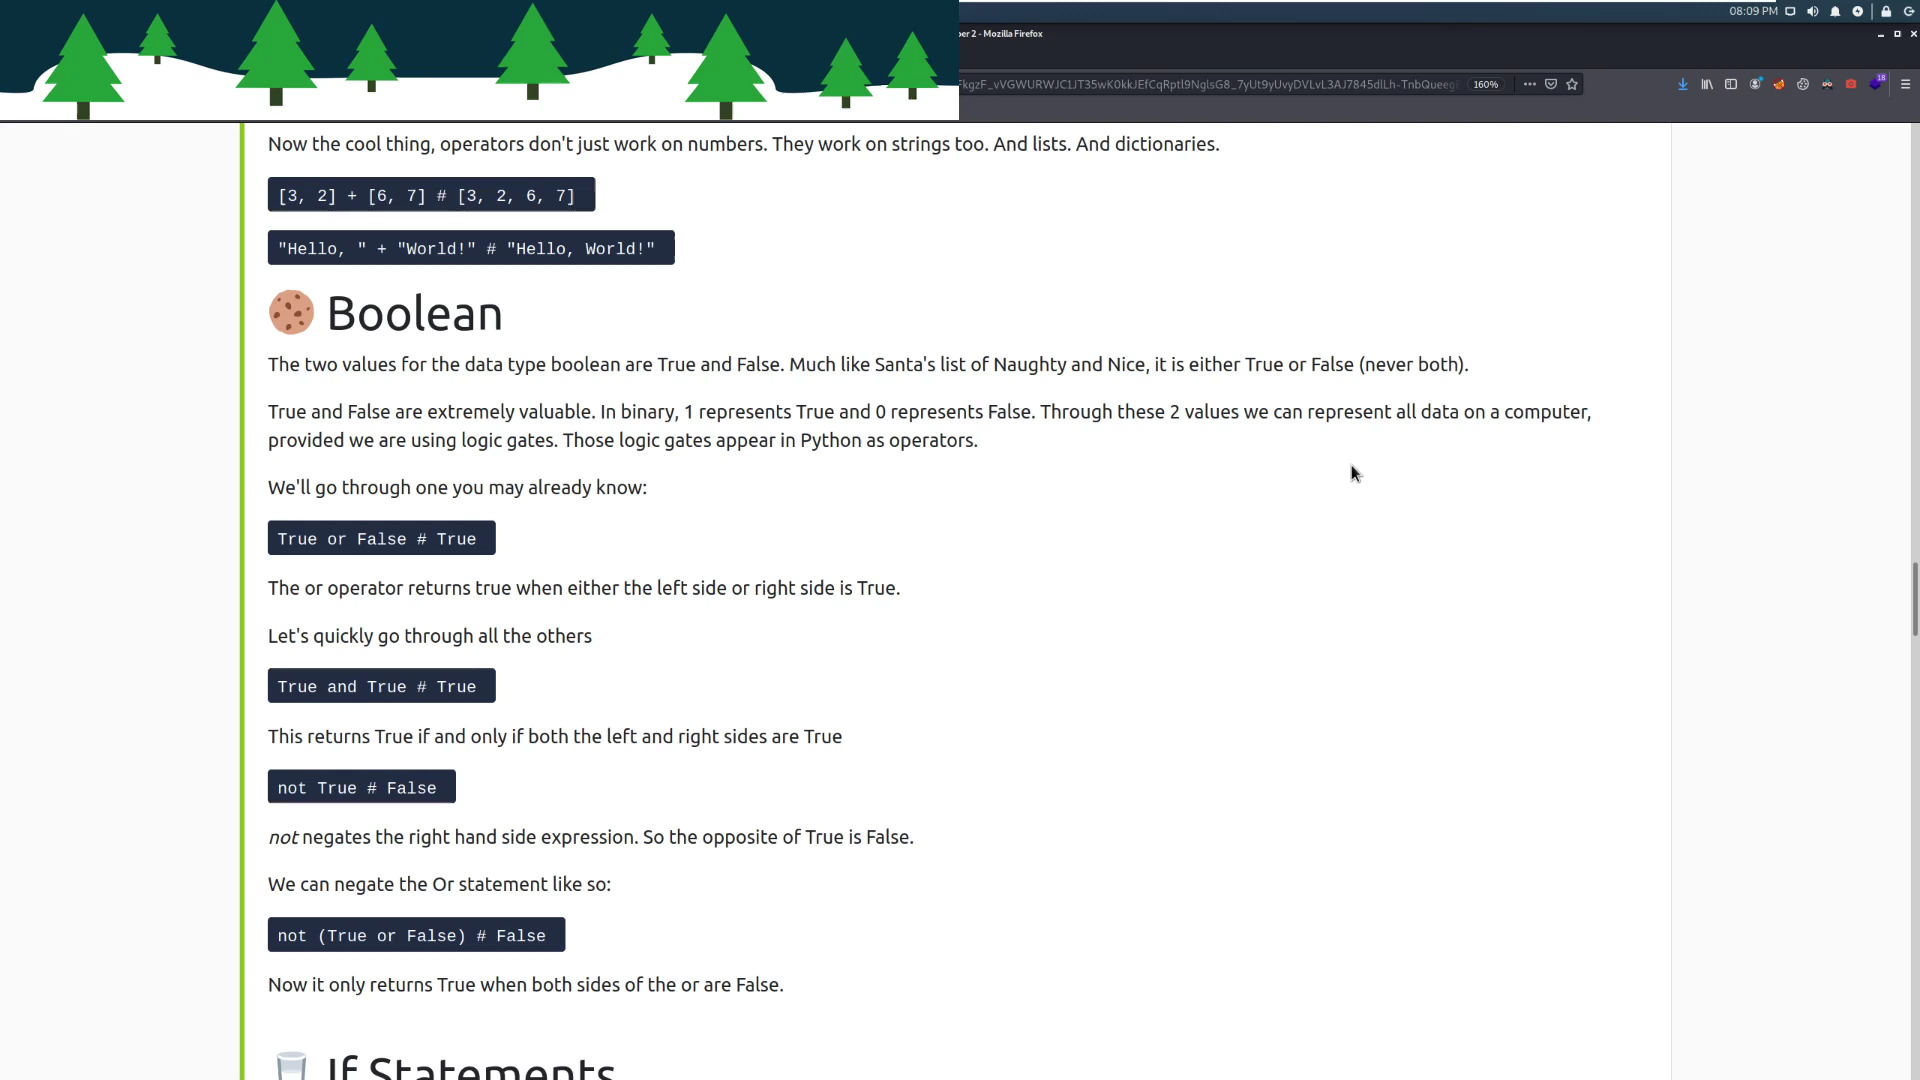 08:09 PM
per 2 - Mozilla Firefox
160%
18
Now the cool thing, operators don't just work on numbers. They work on strings too. And lists. And dictionaries.
[3, 2] + [6, 7] # [3, 2, 6, 7]
"Hello, " + "World!" # "Hello, World!"
Boolean
The two values for the data type boolean are True and False. Much like Santa's list of Naughty and Nice, it is either True or False (never both).
True and False are extremely valuable. In binary, 1 represents True and 0 represents False. Through these 2 values we can represent all data on a computer,
provided we are using logic gates. Those logic gates appear in Python as operators.
We'll go through one you may already know:
True or False # True
The or operator returns true when either the left side or right side is True.
Let's quickly go through all the others
True and True # True
This returns True if and only if both the left and right sides are True
not True # False
not negates the right hand side expression. So the opposite of True is False.
We can negate the Or statement like so:
not (True or False) # False
Now it only returns True when both sides of the or are False.
If Statements